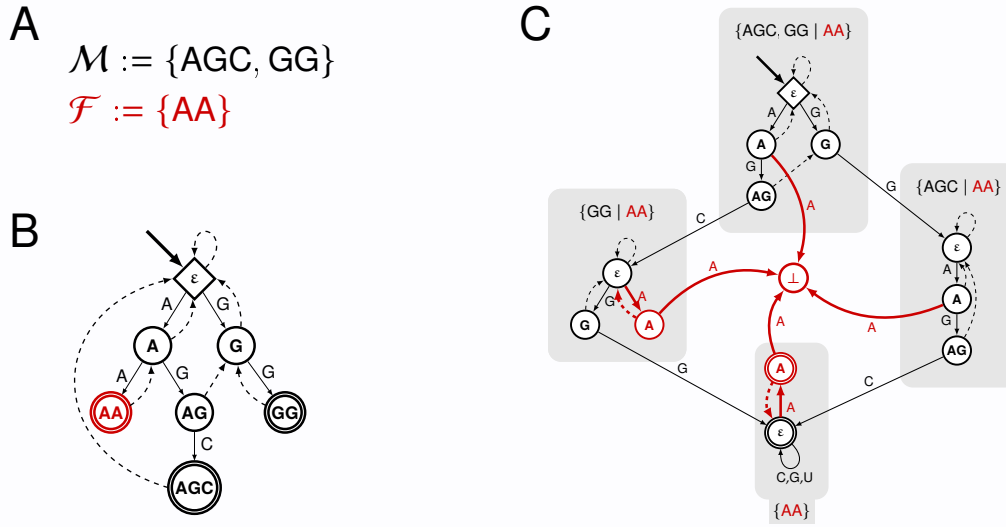 A
ℳ := {AGC, GG}
ℱ := {AA}
B
ε
A
G
A
G
A
G
G
AA
AG
GG
C
AGC
C
{AGC, GG | AA}
ε
A
G
A
G
G
AG
A
G
C
{GG | AA}
ε
G
A
G
A
A
G
{AGC | AA}
ε
A
A
G
AG
A
C
⊥
A
A
A
ε
C,G,U
{AA}